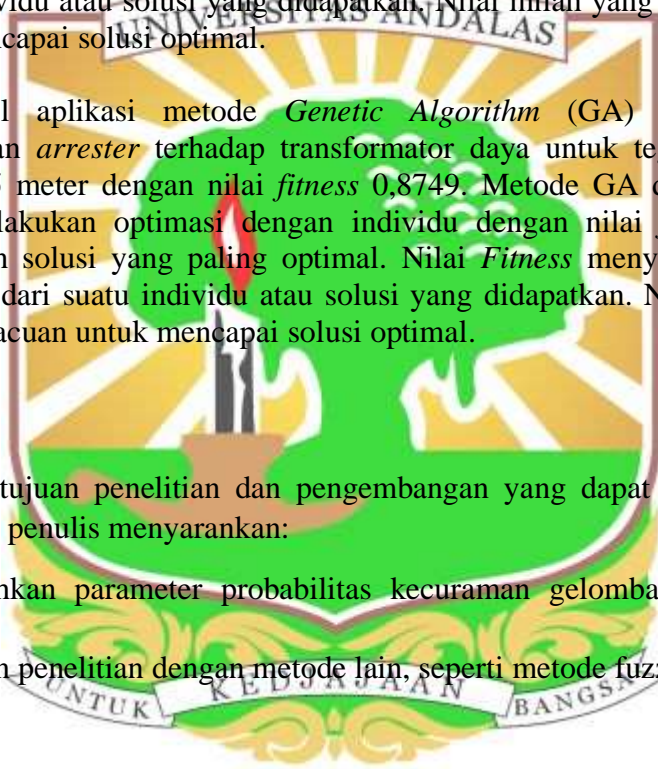 vidu atau solusi yang didapatkan. Nilai inilah yang
UNIVERSITAS ANDALAS
capai solusi optimal.
l aplikasi metode Genetic Algorithm (GA)
an arrester terhadap transformator daya untuk te
meter dengan nilai fitness 0,8749. Metode GA d
lakukan optimasi dengan individu dengan nilai
n solusi yang paling optimal. Nilai Fitness meny
dari suatu individu atau solusi yang didapatkan. N
acuan untuk mencapai solusi optimal.
tujuan penelitian dan pengembangan yang dapat
penulis menyarankan:
hkan parameter probabilitas kecuraman gelomba
n penelitian dengan metode lain, seperti metode fuzz
UNTUK KEDJAJAAN BANGSA